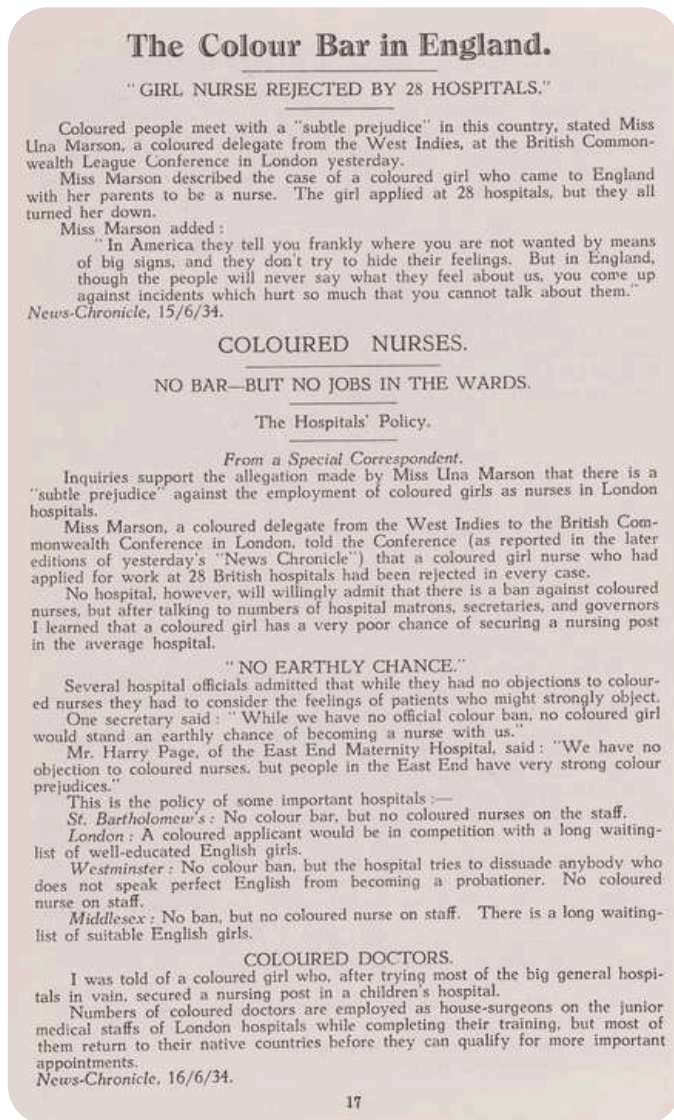 The Colour Bar in England.
"GIRL NURSE REJECTED BY 28 HOSPITALS."
Coloured people meet with a "subtle prejudice" in this country, stated Miss
Una Marson, a coloured delegate from the West Indies, at the British Common-
wealth League Conference in London yesterday.
Miss Marson described the case of a coloured girl who came to England
with her parents to be a nurse. The girl applied at 28 hospitals, but they all
turned her down.
Miss Marson added :
"In America they tell you frankly where you are not wanted by means
of big signs, and they don't try to hide their feelings. But in England,
though the people will never say what they feel about us, you come up
against incidents which hurt so much that you cannot talk about them."
News-Chronicle, 15/6/34.
COLOURED NURSES.
NO BAR—BUT NO JOBS IN THE WARDS.
The Hospitals' Policy.
From a Special Correspondent.
Inquiries support the allegation made by Miss Una Marson that there is a
"subtle prejudice" against the employment of coloured girls as nurses in London
hospitals.
Miss Marson, a coloured delegate from the West Indies to the British Com-
monwealth Conference in London, told the Conference (as reported in the later
editions of yesterday's "News Chronicle") that a coloured girl nurse who had
applied for work at 28 British hospitals had been rejected in every case.
No hospital, however, will willingly admit that there is a ban against coloured
nurses, but after talking to numbers of hospital matrons, secretaries, and governors
I learned that a coloured girl has a very poor chance of securing a nursing post
in the average hospital.
"NO EARTHLY CHANCE."
Several hospital officials admitted that while they had no objections to colour-
ed nurses they had to consider the feelings of patients who might strongly object.
One secretary said : "While we have no official colour ban, no coloured girl
would stand an earthly chance of becoming a nurse with us."
Mr. Harry Page, of the East End Maternity Hospital, said : "We have no
objection to coloured nurses, but people in the East End have very strong colour
prejudices."
This is the policy of some important hospitals :—
St. Bartholomew's : No colour bar, but no coloured nurses on the staff.
London : A coloured applicant would be in competition with a long waiting-
list of well-educated English girls.
Westminster : No colour ban, but the hospital tries to dissuade anybody who
does not speak perfect English from becoming a probationer. No coloured
nurse on staff.
Middlesex : No ban, but no coloured nurse on staff. There is a long waiting-
list of suitable English girls.
COLOURED DOCTORS.
I was told of a coloured girl who, after trying most of the big general hospi-
tals in vain, secured a nursing post in a children's hospital.
Numbers of coloured doctors are employed as house-surgeons on the junior
medical staffs of London hospitals while completing their training, but most of
them return to their native countries before they can qualify for more important
appointments.
News-Chronicle, 16/6/34.
17